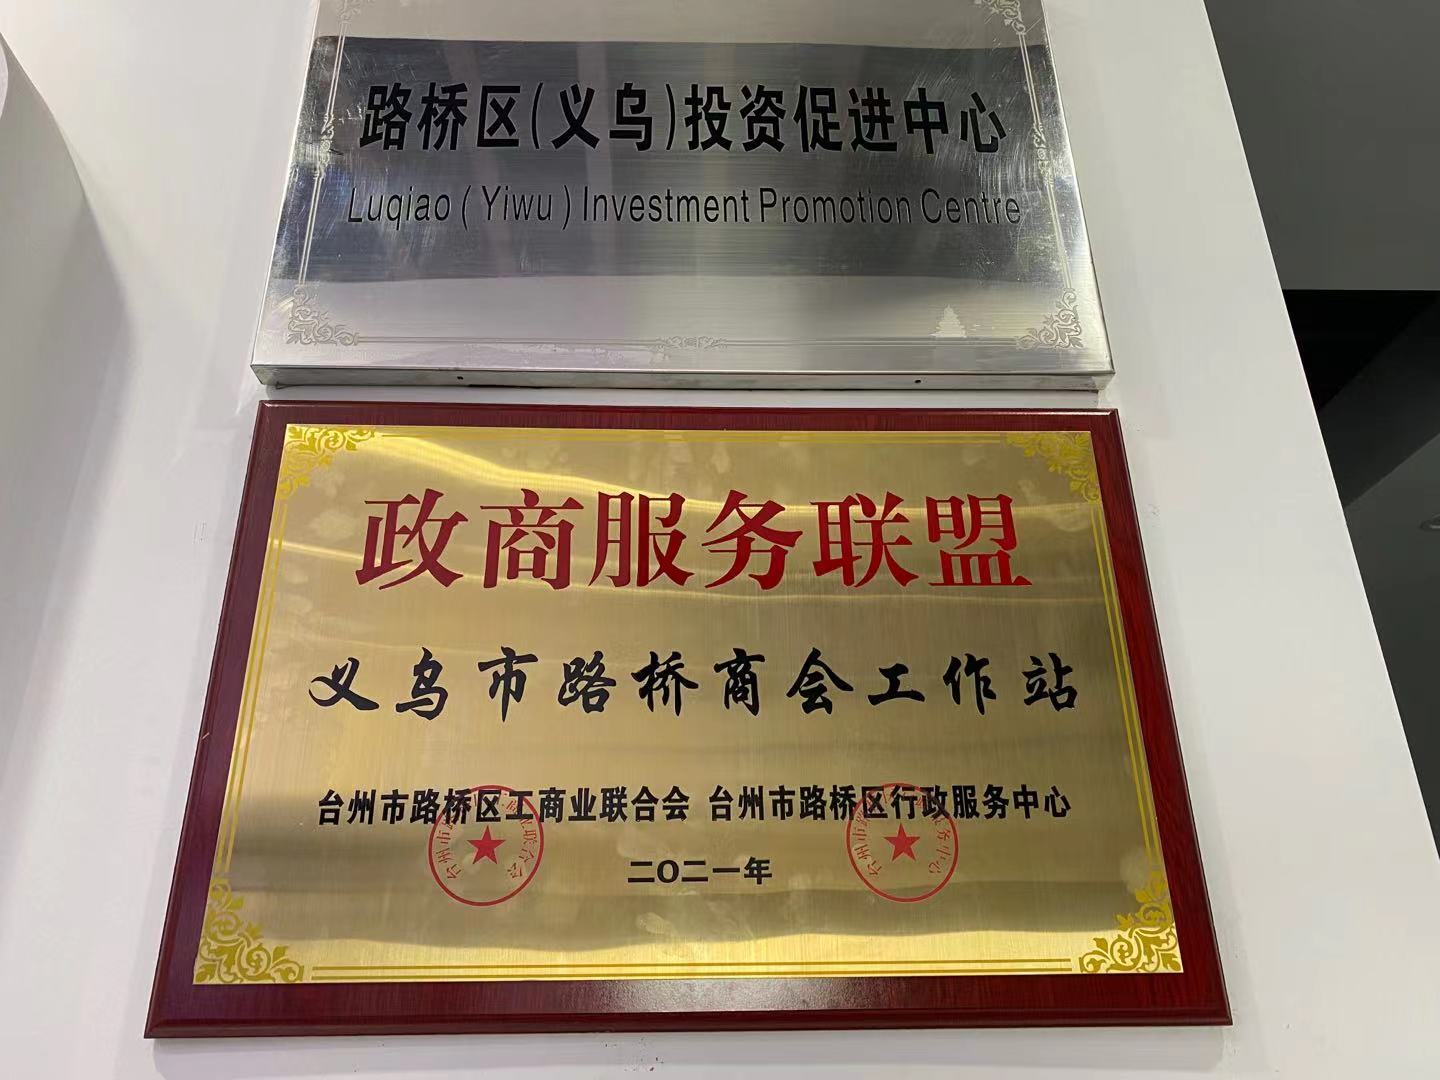 路桥区(义乌)投资促进中心
Luqiao (Yiwu) Investment Promotion Centre
政商服务联盟
义乌市路桥商会工作站
台州市路桥区工商业联合会 台州市路桥区行政服务中心
二〇二一年